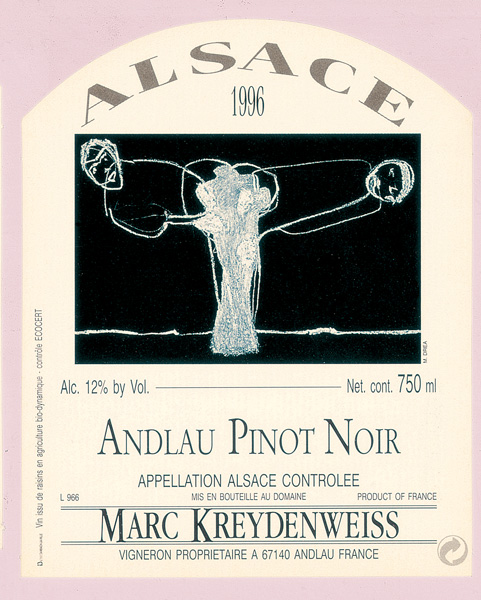 ALSACE
1996
M. DREA
Alc. 12% by Vol.
Net. cont. 750 ml
ANDLAU PINOT NOIR
APPELLATION ALSACE CONTROLEE
L 966
MIS EN BOUTEILLE AU DOMAINE
PRODUCT OF FRANCE
MARC KREYDENWEISS
VIGNERON PROPRIETAIRE A 67140 ANDLAU FRANCE
Vin issu de raisins en agriculture bio-dynamique - contrôle ECOCERT